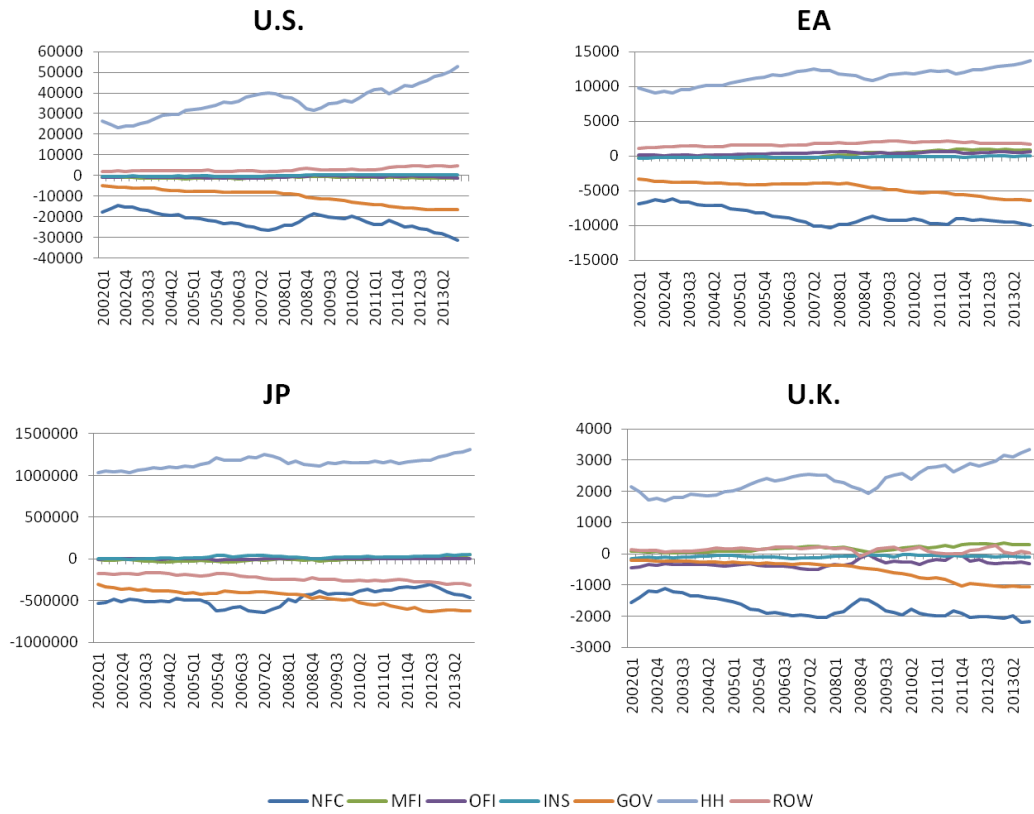 U.S.
60000
50000
40000
30000
20000
10000
0
-10000
-20000
-30000
-40000
2002Q1
2002Q4
2003Q3
2004Q2
2005Q1
2005Q4
2006Q3
2007Q2
2008Q1
2008Q4
2009Q3
2010Q2
2011Q1
2011Q4
2012Q3
2013Q2
EA
15000
10000
5000
0
-5000
-10000
-15000
2002Q1
2002Q4
2003Q3
2004Q2
2005Q1
2005Q4
2006Q3
2007Q2
2008Q1
2008Q4
2009Q3
2010Q2
2011Q1
2011Q4
2012Q3
2013Q2
JP
1500000
1000000
500000
0
-500000
-1000000
2002Q1
2002Q4
2003Q3
2004Q2
2005Q1
2005Q4
2006Q3
2007Q2
2008Q1
2008Q4
2009Q3
2010Q2
2011Q1
2011Q4
2012Q3
2013Q2
U.K.
4000
3000
2000
1000
0
-1000
-2000
-3000
2002Q1
2002Q4
2003Q3
2004Q2
2005Q1
2005Q4
2006Q3
2007Q2
2008Q1
2008Q4
2009Q3
2010Q2
2011Q1
2011Q4
2012Q3
2013Q2
NFC MFI OFI INS GOV HH ROW